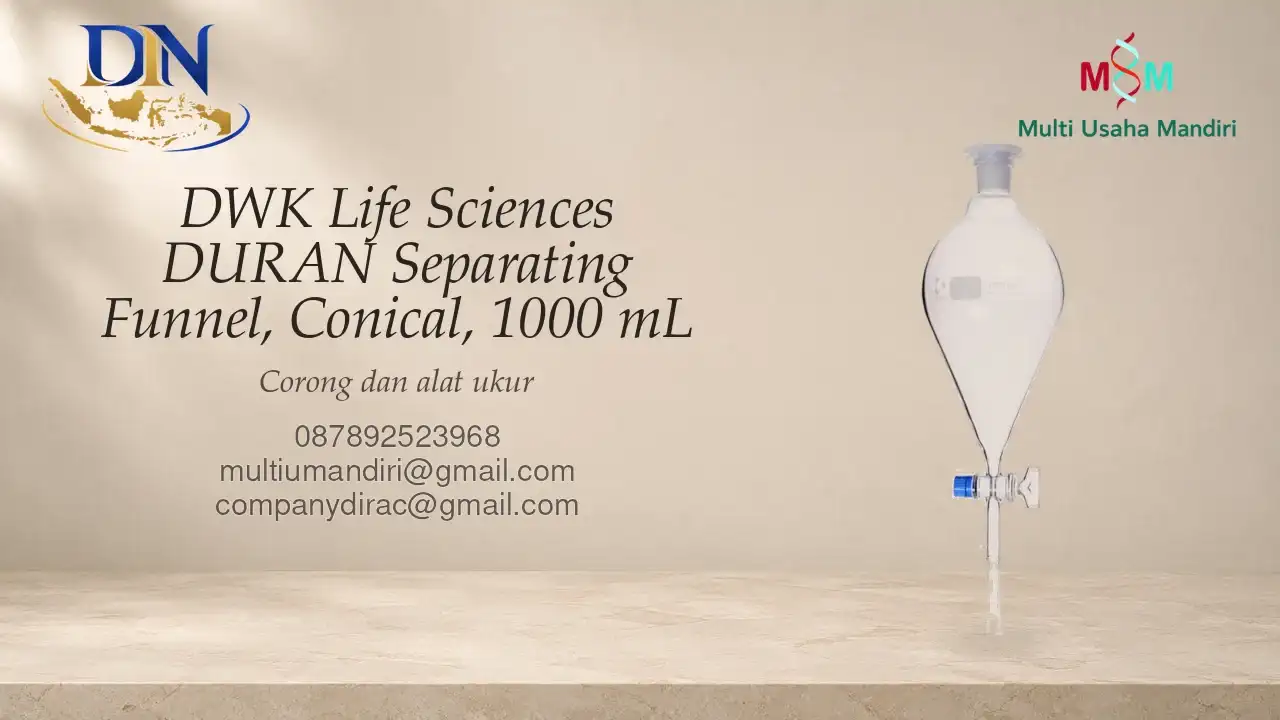 DIN
M M
Multi Usaha Mandiri
DWK Life Sciences
DURAN Separating
Funnel, Conical, 1000 mL
Corong dan alat ukur
087892523968
multiumandiri@gmail.com
companydirac@gmail.com